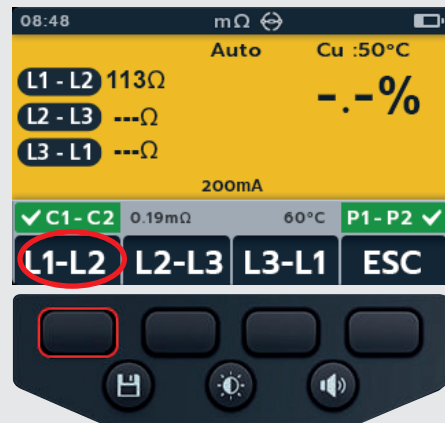 08:48 mΩ
Auto Cu :50°C
L1 - L2 113Ω
-.-%
L2 - L3 ---Ω
L3 - L1 ---Ω
200mA
✓ C1 - C2 0.19mΩ 60°C P1 - P2 ✓
L1-L2 L2-L3 L3-L1 ESC